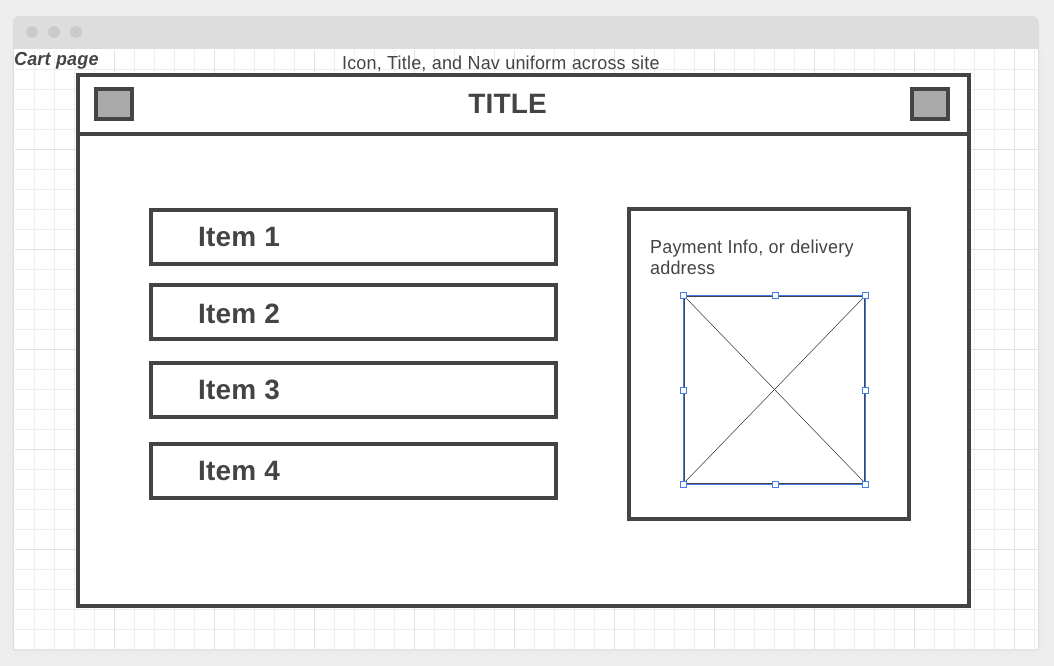 Cart page
Icon, Title, and Nav uniform across site
TITLE
Item 1
Item 2
Item 3
Item 4
Payment Info, or delivery
address